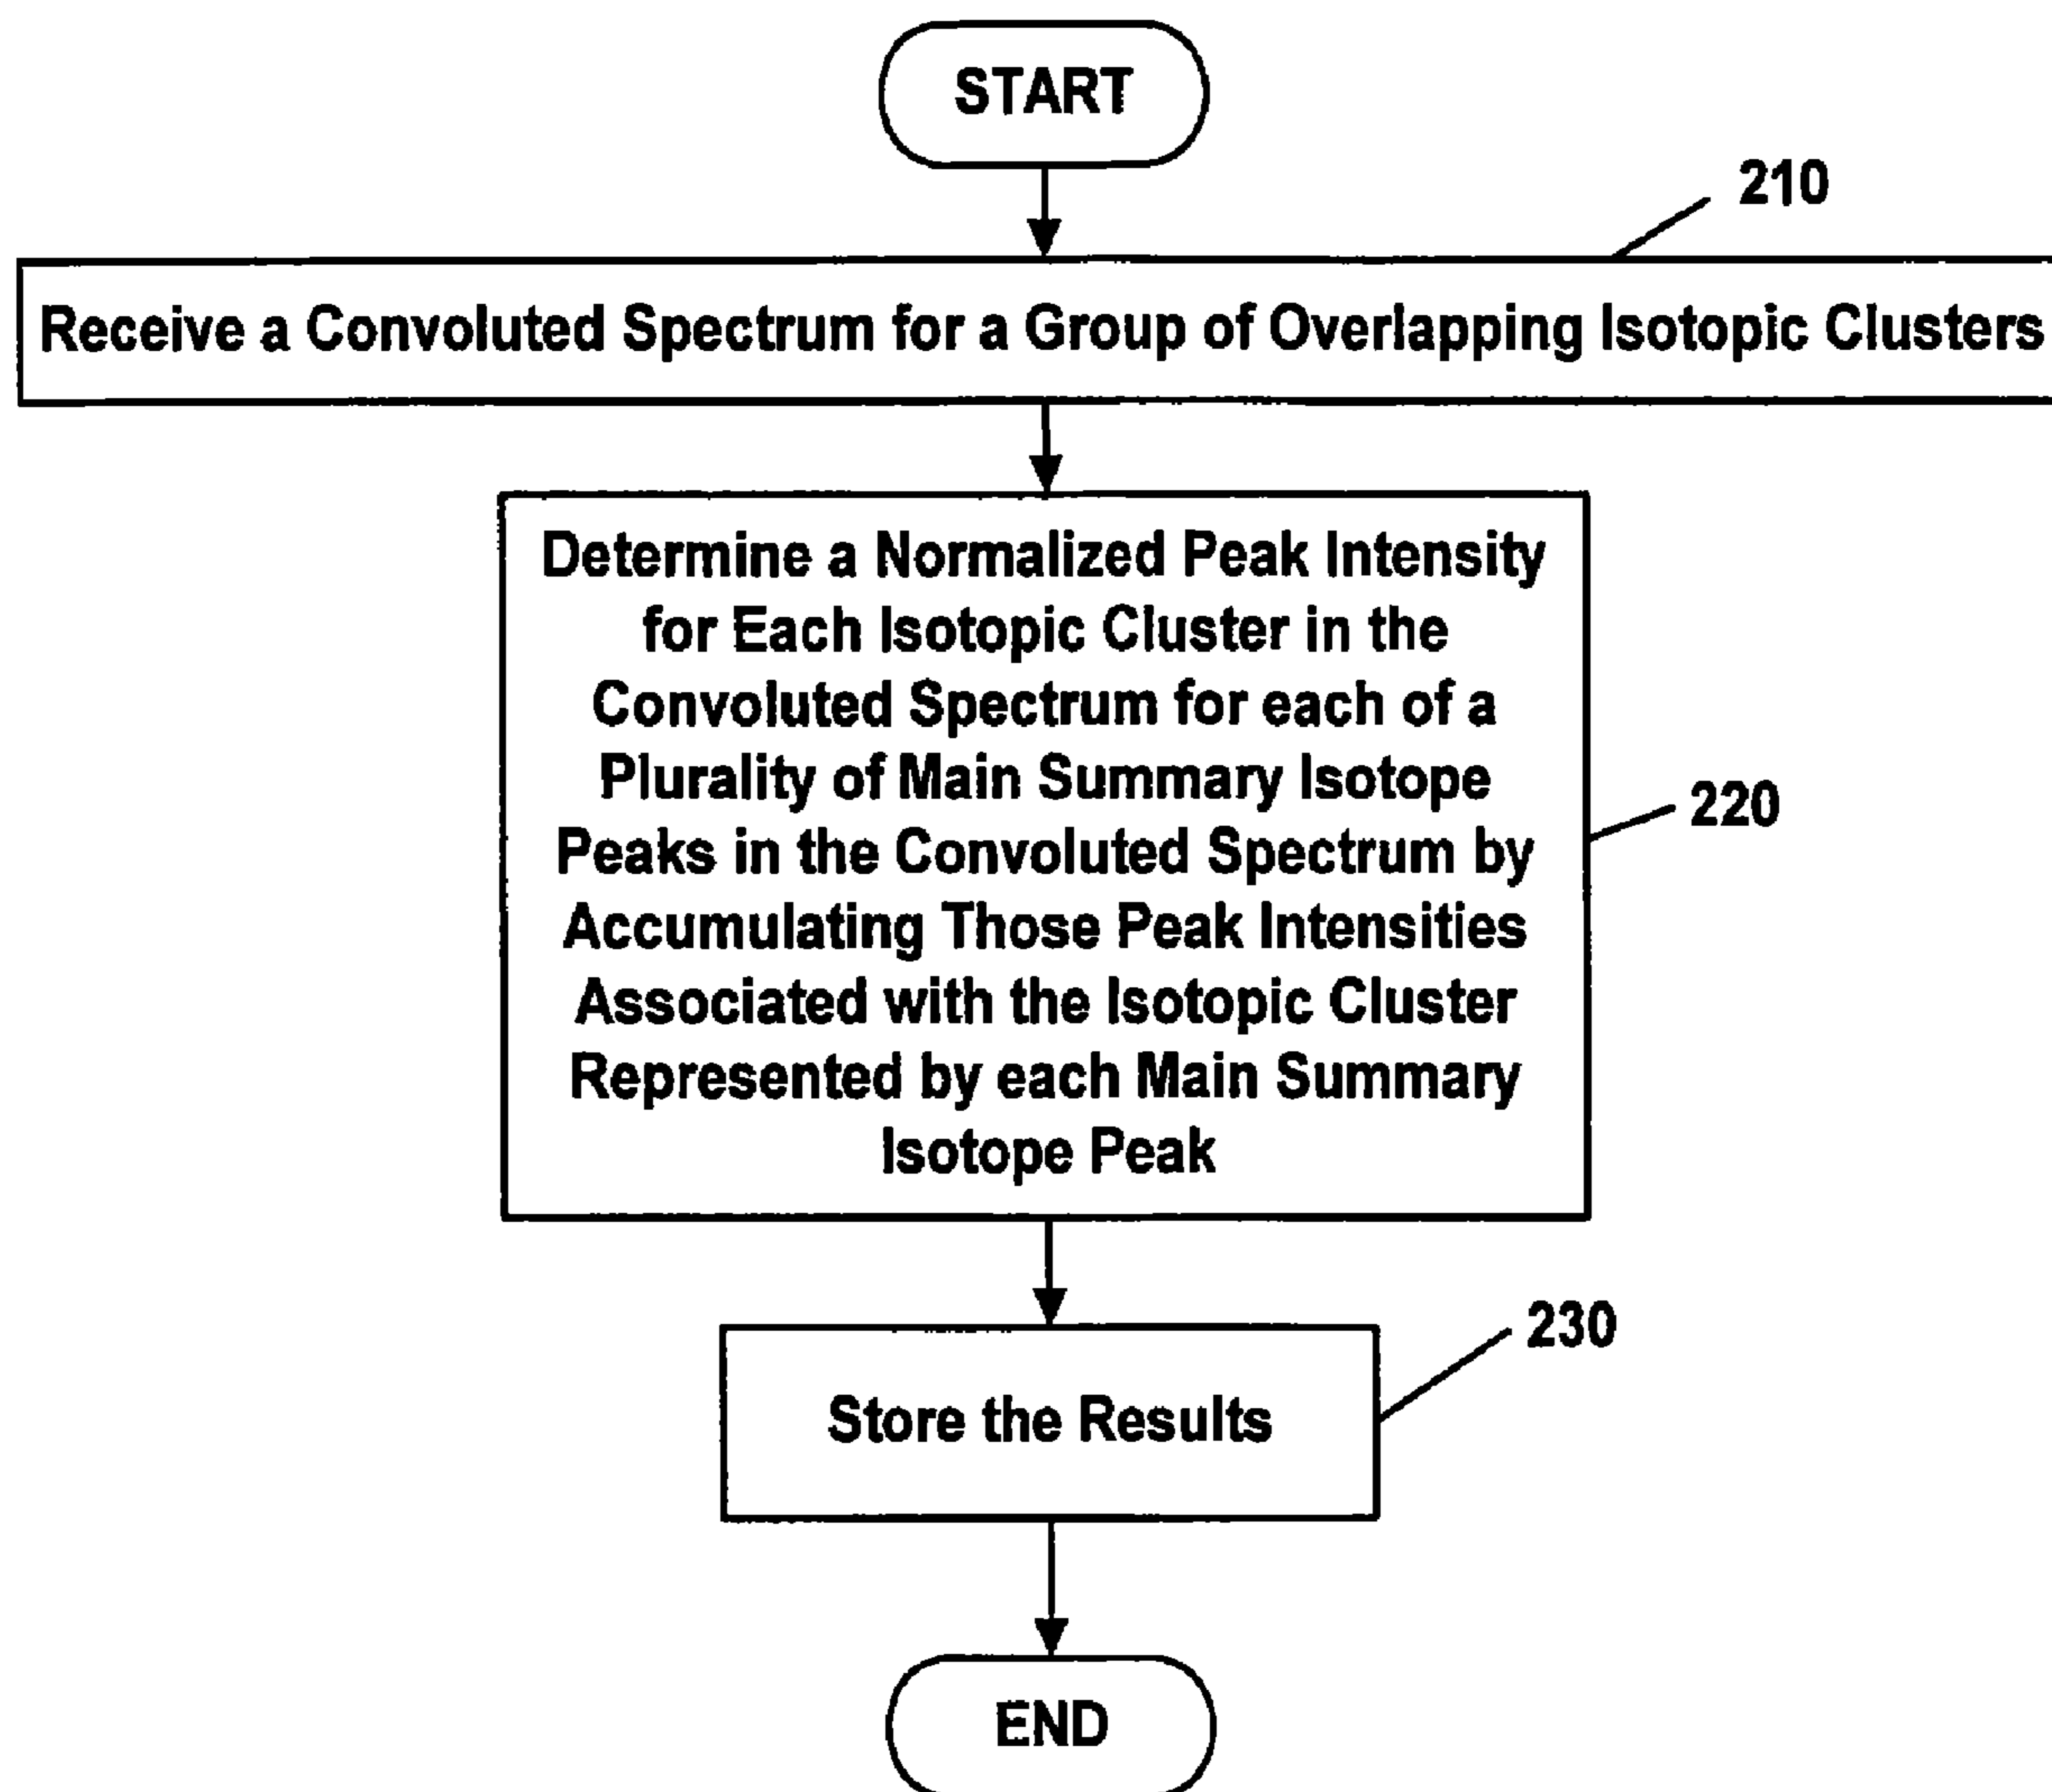 START
210
Receive a Convoluted Spectrum for a Group of Overlapping Isotopic Clusters
Determine a Normalized Peak Intensity
for Each Isotopic Cluster in the
Convoluted Spectrum for each of a
Plurality of Main Summary Isotope
Peaks in the Convoluted Spectrum by
Accumulating Those Peak Intensities
Associated with the Isotopic Cluster
Represented by each Main Summary
Isotope Peak
220
230
Store the Results
END